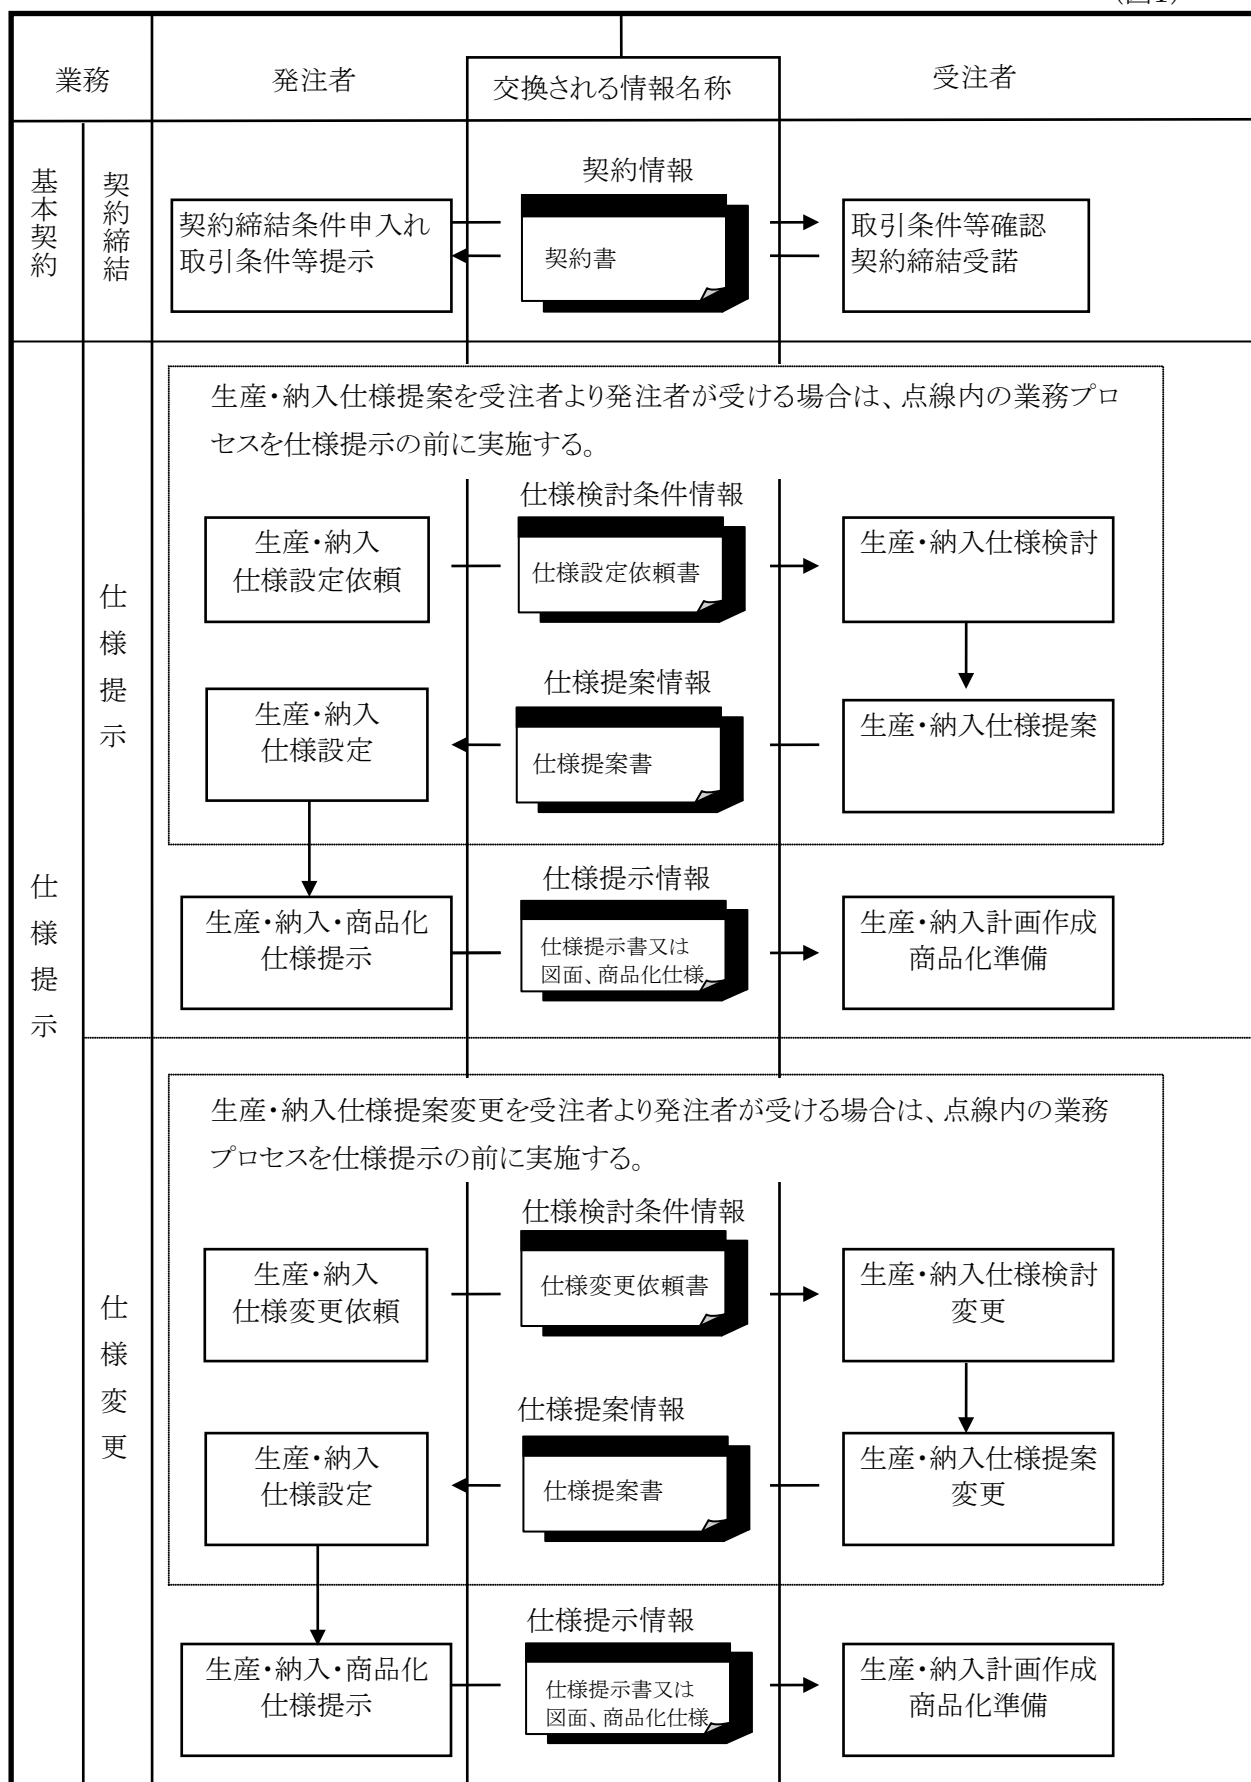 (図1)
業務
発注者
交換される情報名称
受注者
基本契約
契約締結
契約情報
契約締結条件申入れ
取引条件等提示
契約書
取引条件等確認
契約締結受諾
仕様提示
仕様提示
生産・納入仕様提案を受注者より発注者が受ける場合は、点線内の業務プロ
セスを仕様提示の前に実施する。
仕様検討条件情報
生産・納入
仕様設定依頼
仕様設定依頼書
生産・納入仕様検討
仕様提案情報
生産・納入
仕様設定
仕様提案書
生産・納入仕様提案
仕様提示情報
生産・納入・商品化
仕様提示
仕様提示書又は
図面、商品化仕様
生産・納入計画作成
商品化準備
仕様変更
生産・納入仕様提案変更を受注者より発注者が受ける場合は、点線内の業務
プロセスを仕様提示の前に実施する。
仕様検討条件情報
生産・納入
仕様変更依頼
仕様変更依頼書
生産・納入仕様検討
変更
仕様提案情報
生産・納入
仕様設定
仕様提案書
生産・納入仕様提案
変更
仕様提示情報
生産・納入・商品化
仕様提示
仕様提示書又は
図面、商品化仕様
生産・納入計画作成
商品化準備